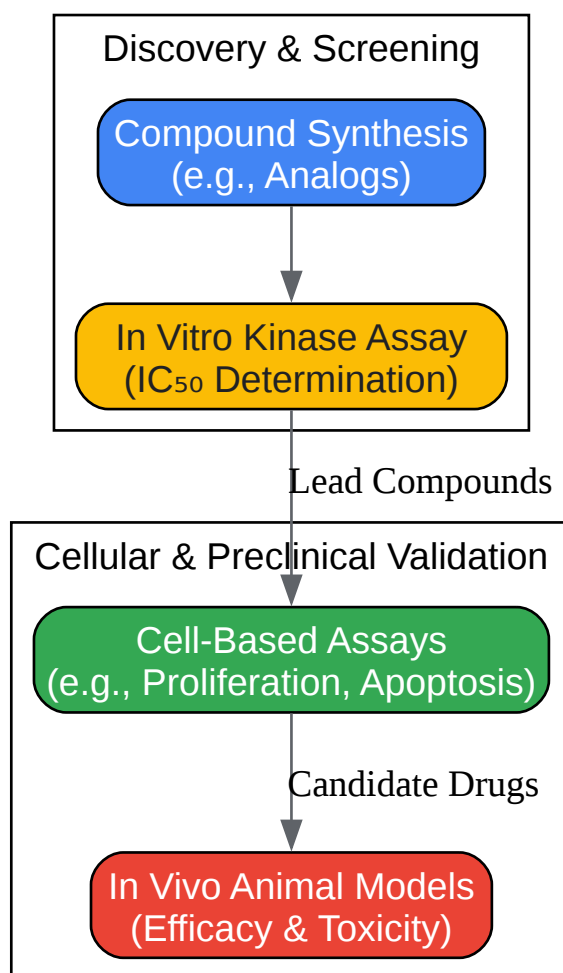 Discovery & Screening
Compound Synthesis
(e.g., Analogs)
In Vitro Kinase Assay
(IC₅₀ Determination)
Lead Compounds
Cellular & Preclinical Validation
Cell-Based Assays
(e.g., Proliferation, Apoptosis)
Candidate Drugs
In Vivo Animal Models
(Efficacy & Toxicity)